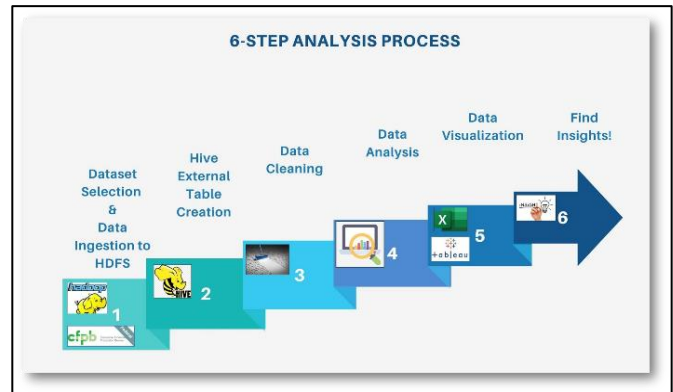 6-STEP ANALYSIS PROCESS
Dataset
Selection
&
Data
Ingestion to
HDFS
Hive
External
Table
Creation
Data
Cleaning
Data
Analysis
Data
Visualization
Find
Insights!
hadoop
cfpb
1
HIVE
2
3
4
X
+ableau
5
6